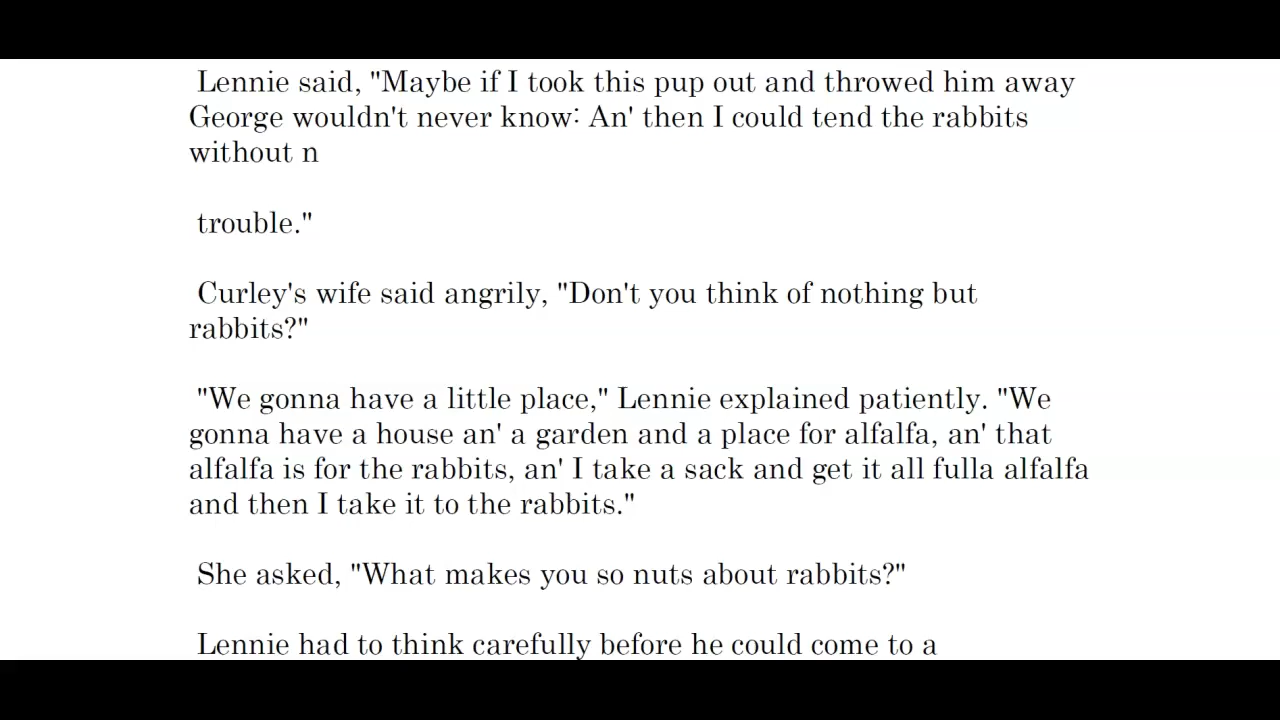 Lennie said, "Maybe if I took this pup out and throwed him away
George wouldn't never know: An' then I could tend the rabbits
without n
trouble."
Curley's wife said angrily, "Don't you think of nothing but
rabbits?"
"We gonna have a little place," Lennie explained patiently. "We
gonna have a house an' a garden and a place for alfalfa, an' that
alfalfa is for the rabbits, an' I take a sack and get it all fulla alfalfa
and then I take it to the rabbits."
She asked, "What makes you so nuts about rabbits?"
Lennie had to think carefully before he could come to a